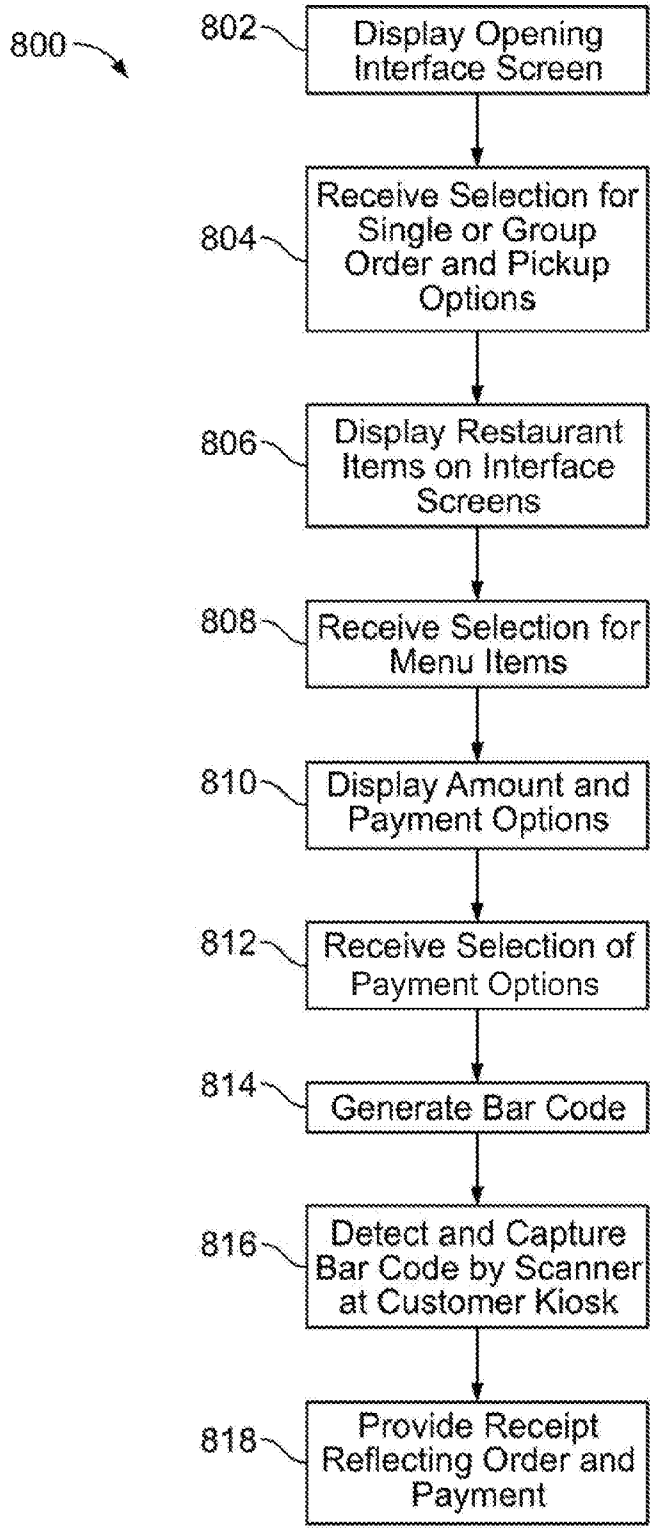 800
802
Display Opening
Interface Screen
804
Receive Selection for
Single or Group
Order and Pickup
Options
806
Display Restaurant
Items on Interface
Screens
808
Receive Selection for
Menu Items
810
Display Amount and
Payment Options
812
Receive Selection of
Payment Options
814
Generate Bar Code
816
Detect and Capture
Bar Code by Scanner
at Customer Kiosk
818
Provide Receipt
Reflecting Order and
Payment